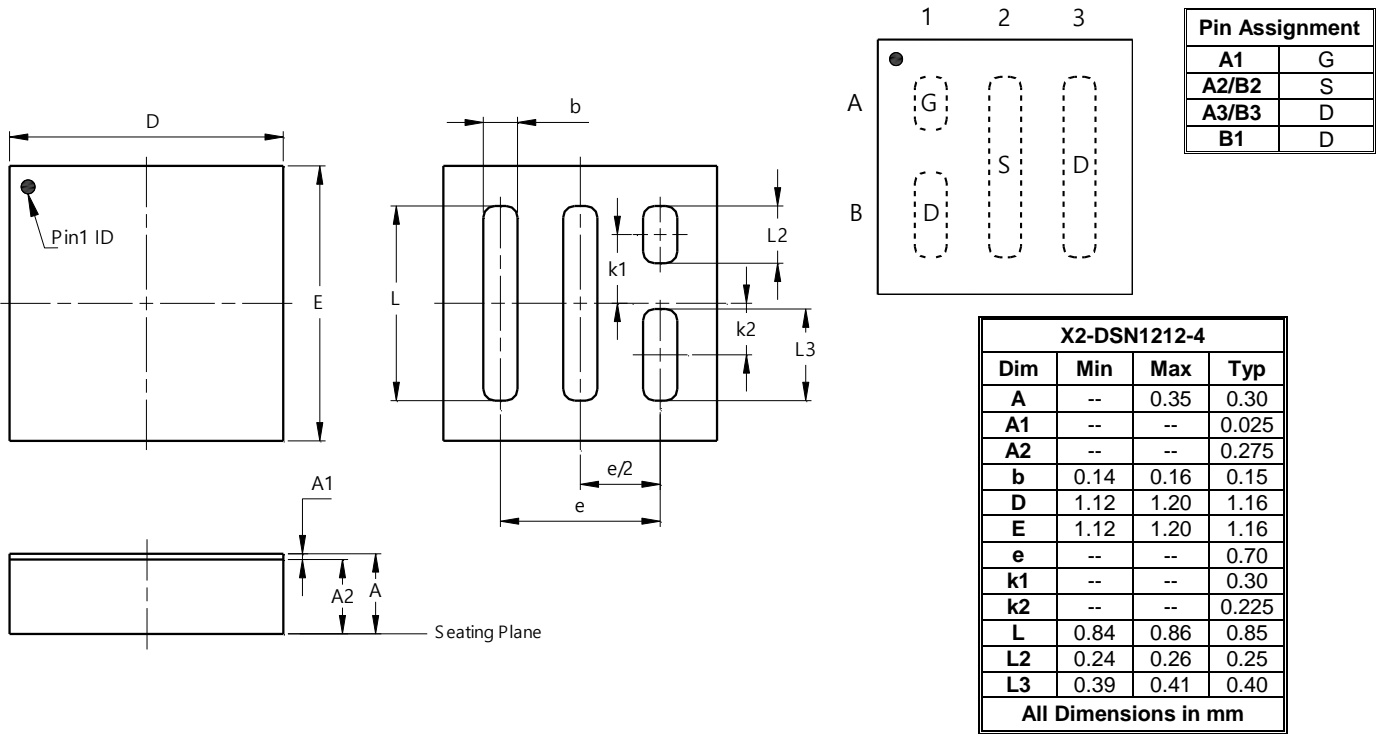 1 2 3
A
B
G
D
S
D
Pin Assignment
A1 G
A2/B2 S
A3/B3 D
B1 D
D
E
Pin1 ID
b
L
k1
k2
L2
L3
e/2
e
A1
A2
A
Seating Plane
X2-DSN1212-4
Dim Min Max Typ
A -- 0.35 0.30
A1 -- -- 0.025
A2 -- -- 0.275
b 0.14 0.16 0.15
D 1.12 1.20 1.16
E 1.12 1.20 1.16
e -- -- 0.70
k1 -- -- 0.30
k2 -- -- 0.225
L 0.84 0.86 0.85
L2 0.24 0.26 0.25
L3 0.39 0.41 0.40
All Dimensions in mm